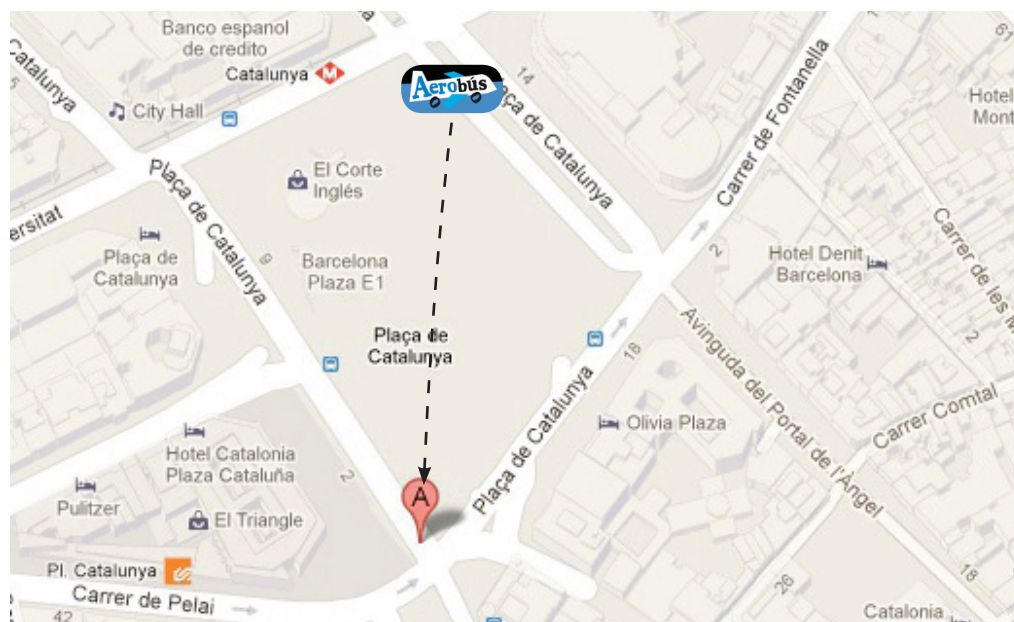 Banco espanol
de credito
Catalunya M
City Hall
Catalunya
5
Aerobús
14
61
Hotel
Mont
Plaça de Catalunya
Carrer de Fontanella
Plaça de Catalunya
9
El Corte
Inglés
ersitat
Plaça de
Catalunya
Barcelona
Plaza E1
Plaça de
Catalunya
2
Hotel Denit
Barcelona
Carrer de les M
2
Avinguda del Portal de l'Àngel
18
Plaça de Catalunya
Olivia Plaza
Carrer Comtal
Hotel Catalonia
Plaza Cataluña
2
Pulitzer
El Triangle
A
Pl. Catalunya
Carrer de Pelai
42
26
18
Catalonia